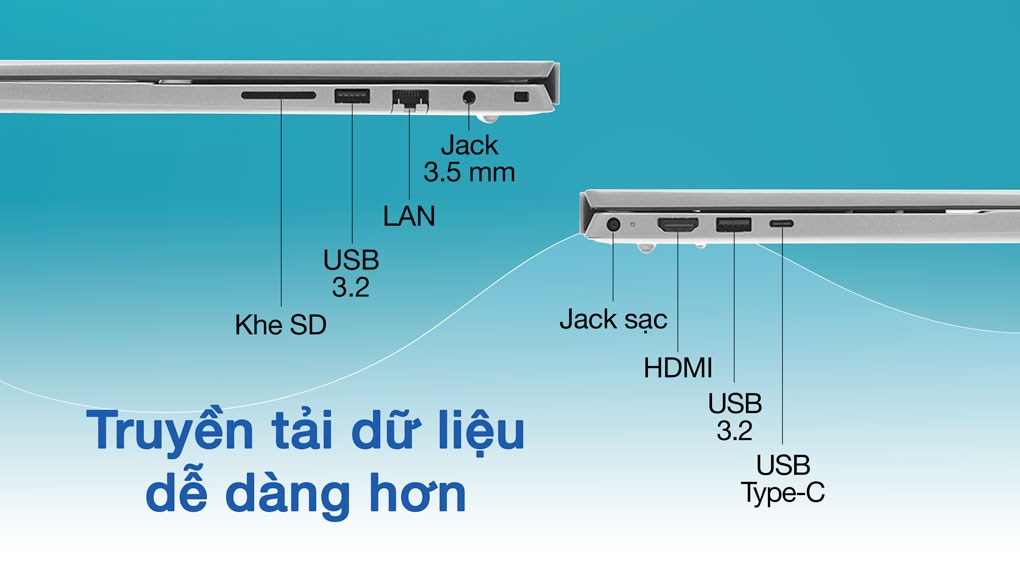 Jack
3.5 mm
LAN
USB
3.2
Khe SD
Jack sạc
HDMI
USB
3.2
USB
Type-C
Truyền tải dữ liệu
dễ dàng hơn